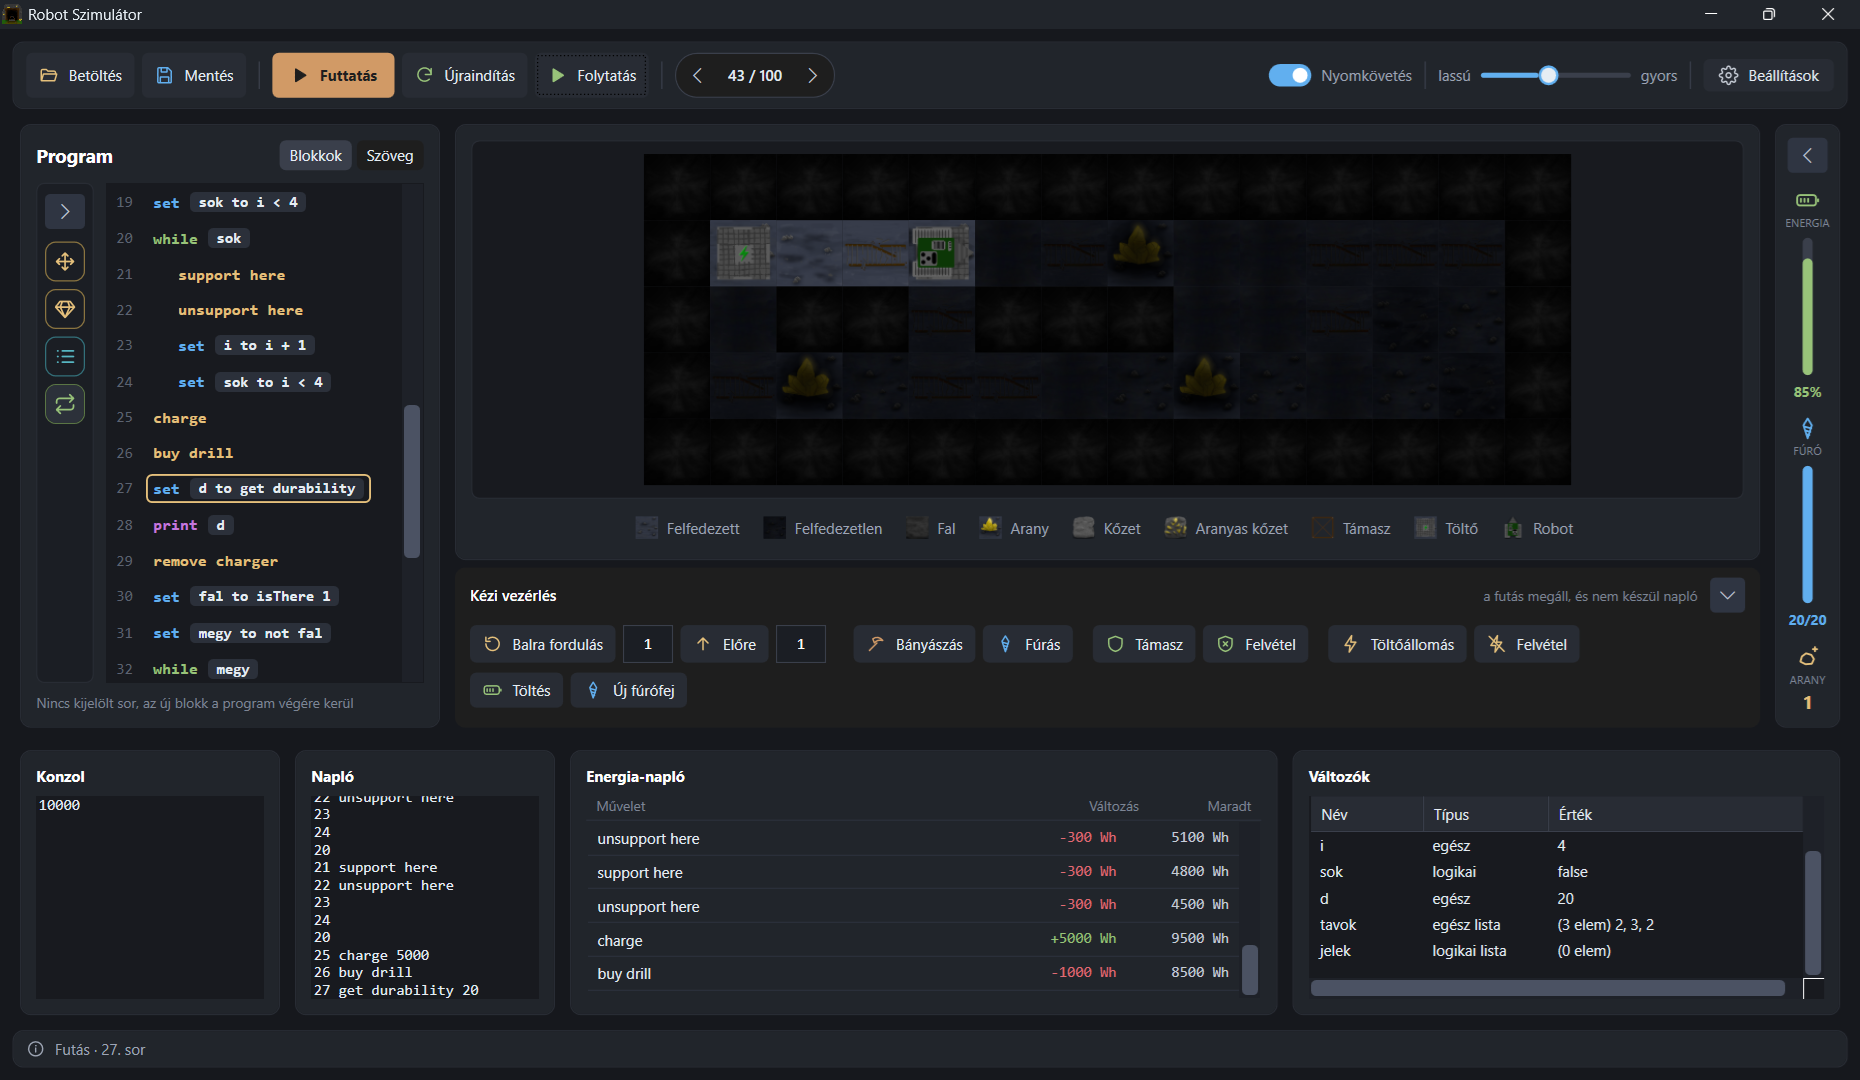 Robot Szimulátor
Betöltés
Mentés
Futtatás
Újraindítás
Folytatás
43 / 100
Nyomkövetés
lassú
gyors
Beállítások
Program
Blokkok
Szöveg
19 set sok to i < 4
20 while sok
21 support here
22 unsupport here
23 set i to i + 1
24 set sok to i < 4
25 charge
26 buy drill
27 set d to get durability
28 print d
29 remove charger
30 set fal to isThere 1
31 set megy to not fal
32 while megy
Nincs kijelölt sor, az új blokk a program végére kerül
Felfedezett
Felfedezetlen
Fal
Arany
Kőzet
Aranyas kőzet
Támasz
Töltő
Robot
Kézi vezérlés
a futás megáll, és nem készül napló
Balra fordulás
1
Előre
1
Bányászás
Fúrás
Támasz
Felvétel
Töltőállomás
Felvétel
Töltés
Új fúrófej
ENERGIA
85%
FÚRÓ
20/20
ARANY
1
Konzol
10000
Napló
22 unsupport here
23
24
20
21 support here
22 unsupport here
23
24
20
25 charge 5000
26 buy drill
27 get durability 20
Energia-napló
Művelet Változás Maradt
unsupport here -300 Wh 5100 Wh
support here -300 Wh 4800 Wh
unsupport here -300 Wh 4500 Wh
charge +5000 Wh 9500 Wh
buy drill -1000 Wh 8500 Wh
Változók
Név Típus Érték
i egész 4
sok logikai false
d egész 20
tavok egész lista (3 elem) 2, 3, 2
jelek logikai lista (0 elem)
Futás · 27. sor